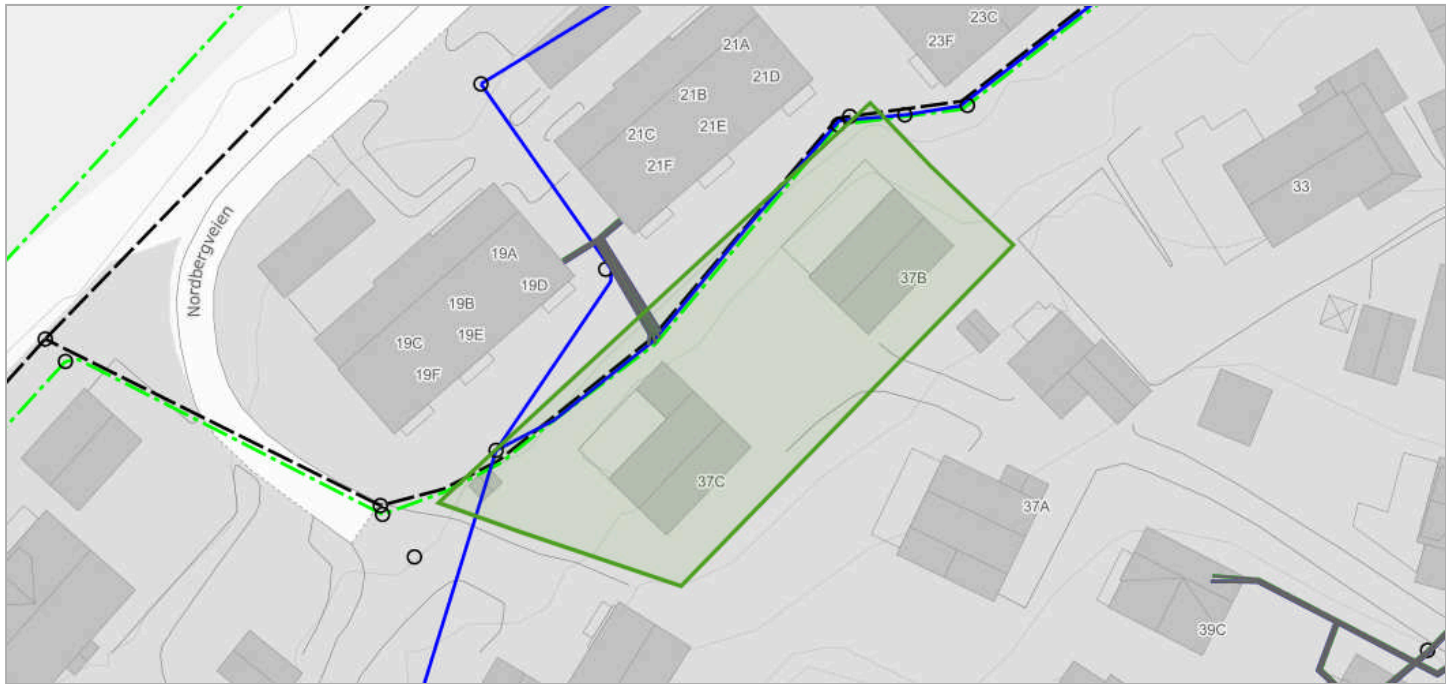 23C
23F
21A
21D
21B
21C
21E
21F
33
Nordbergveien
19A
19D
19B
19E
19C
19F
37B
37C
37A
39C